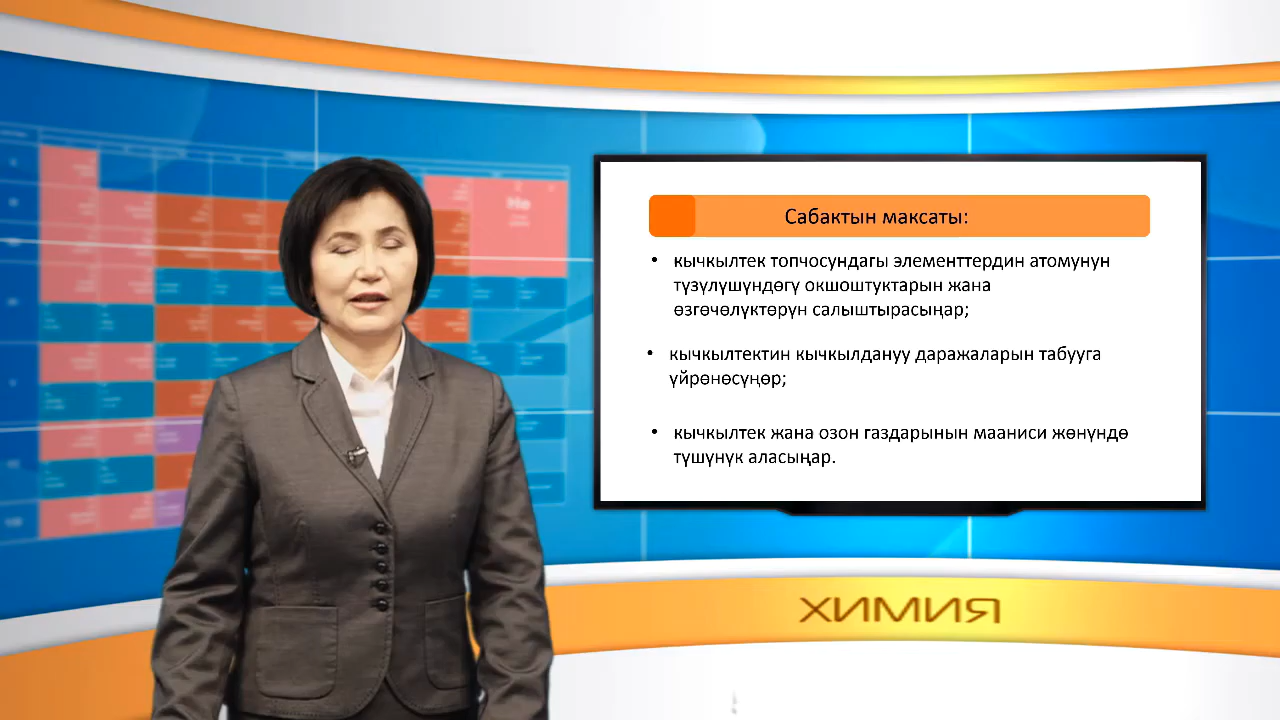 Сабактын максаты:
• кычкылтек топчосундагы элементтердин атомунун
түзүлүшүндөгү окшоштуктарын жана
өзгөчөлүктөрүн салыштырасыңар;
• кычкылтектин кычкылдануу даражаларын табууга
үйрөнөсүңөр;
• кычкылтек жана озон газдарынын мааниси жөнүндө
түшүнүк аласыңар.
He
ХИМИЯ